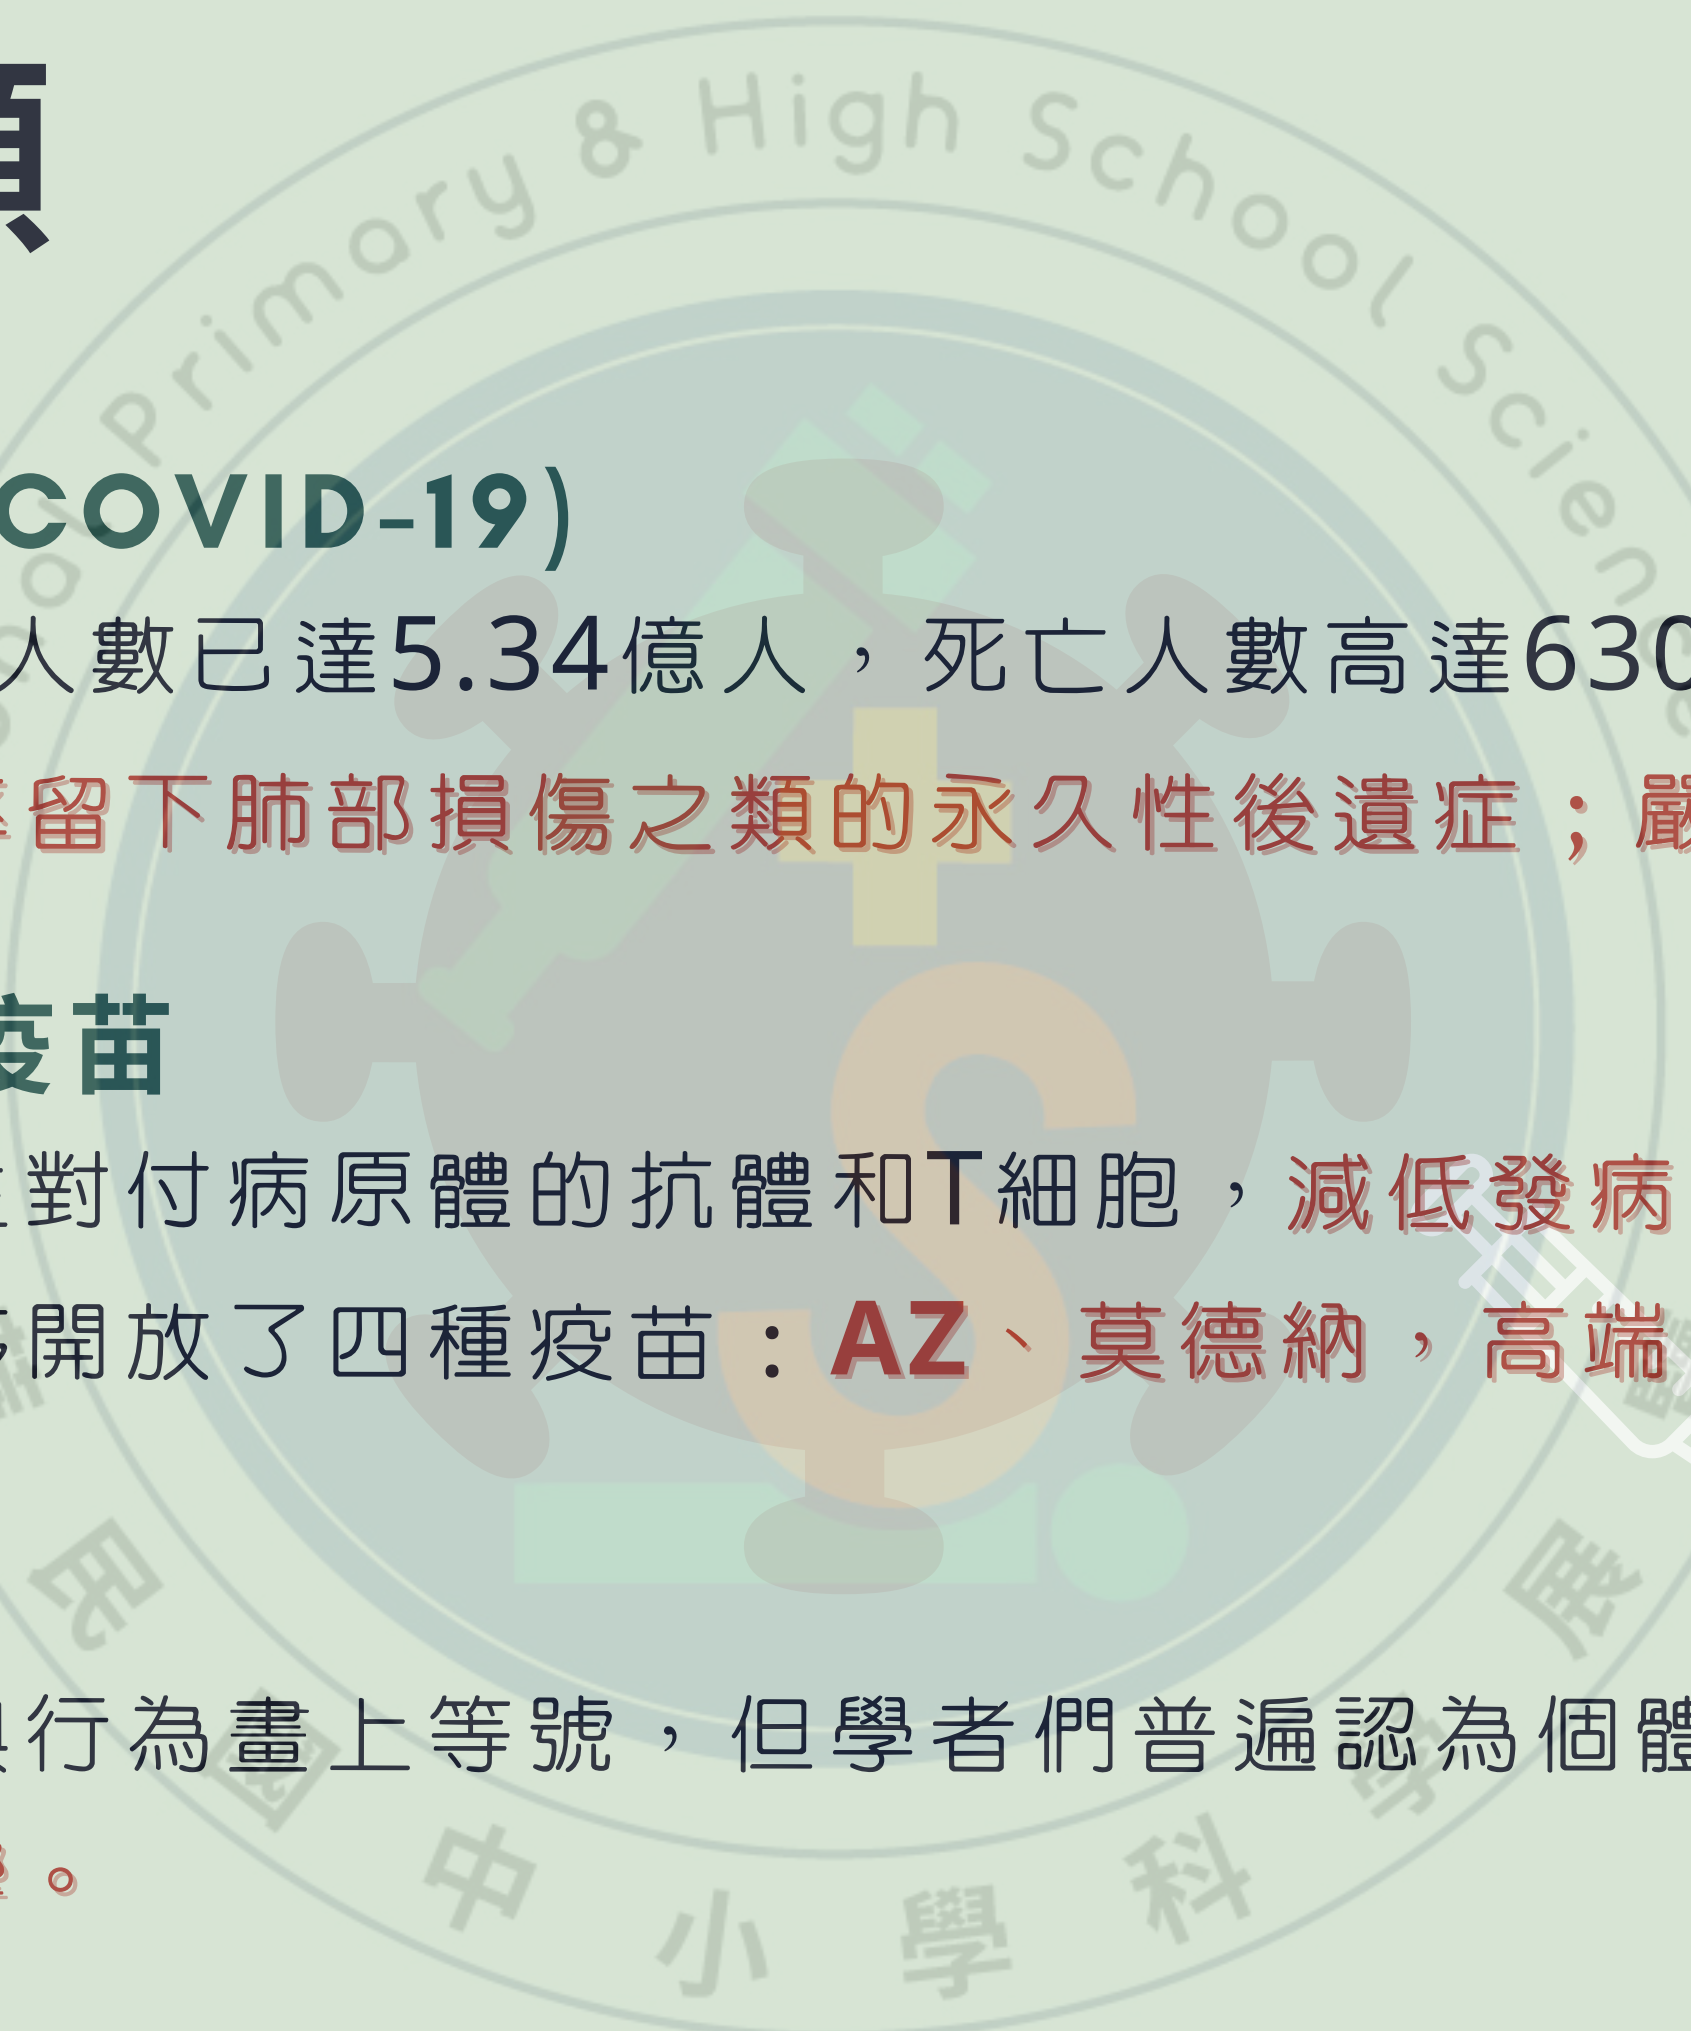 Primary & High School Scien
COVID-19)
人數已達5.34億人，死亡人數高達630
留下肺部損傷之類的永久性後遺症；嚴
疫苗
對付病原體的抗體和T細胞，減低發病
開放了四種疫苗：AZ、莫德納，高端
行為畫上等號，但學者們普遍認為個體
。
民國中小學科學展